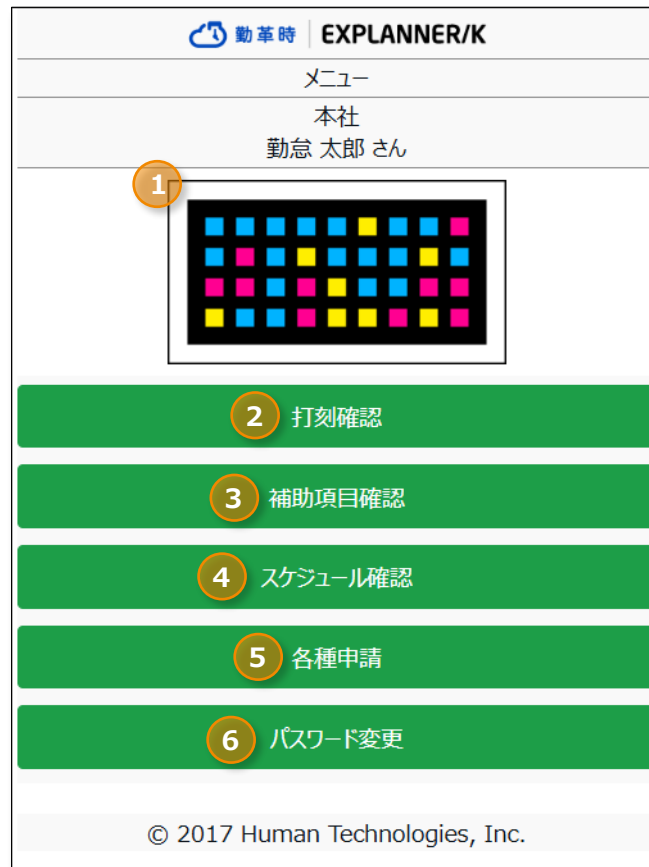 勤革時 EXPLANNER/K
メニュー
本社
勤怠 太郎 さん
1
2 打刻確認
3 補助項目確認
4 スケジュール確認
5 各種申請
6 パスワード変更
© 2017 Human Technologies, Inc.